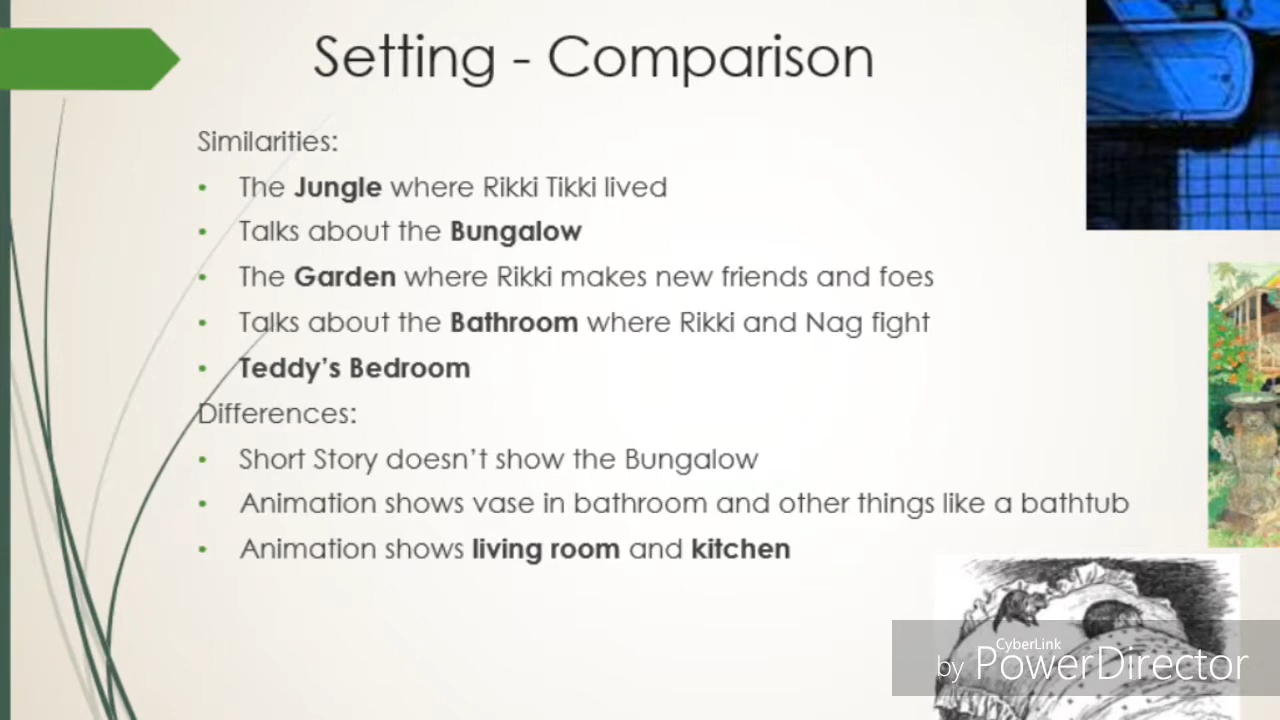 Setting - Comparison
Similarities:
• The Jungle where Rikki Tikki lived
• Talks about the Bungalow
• The Garden where Rikki makes new friends and foes
• Talks about the Bathroom where Rikki and Nag fight
• Teddy’s Bedroom
Differences:
• Short Story doesn’t show the Bungalow
• Animation shows vase in bathroom and other things like a bathtub
• Animation shows living room and kitchen
CyberLink
by PowerDirector